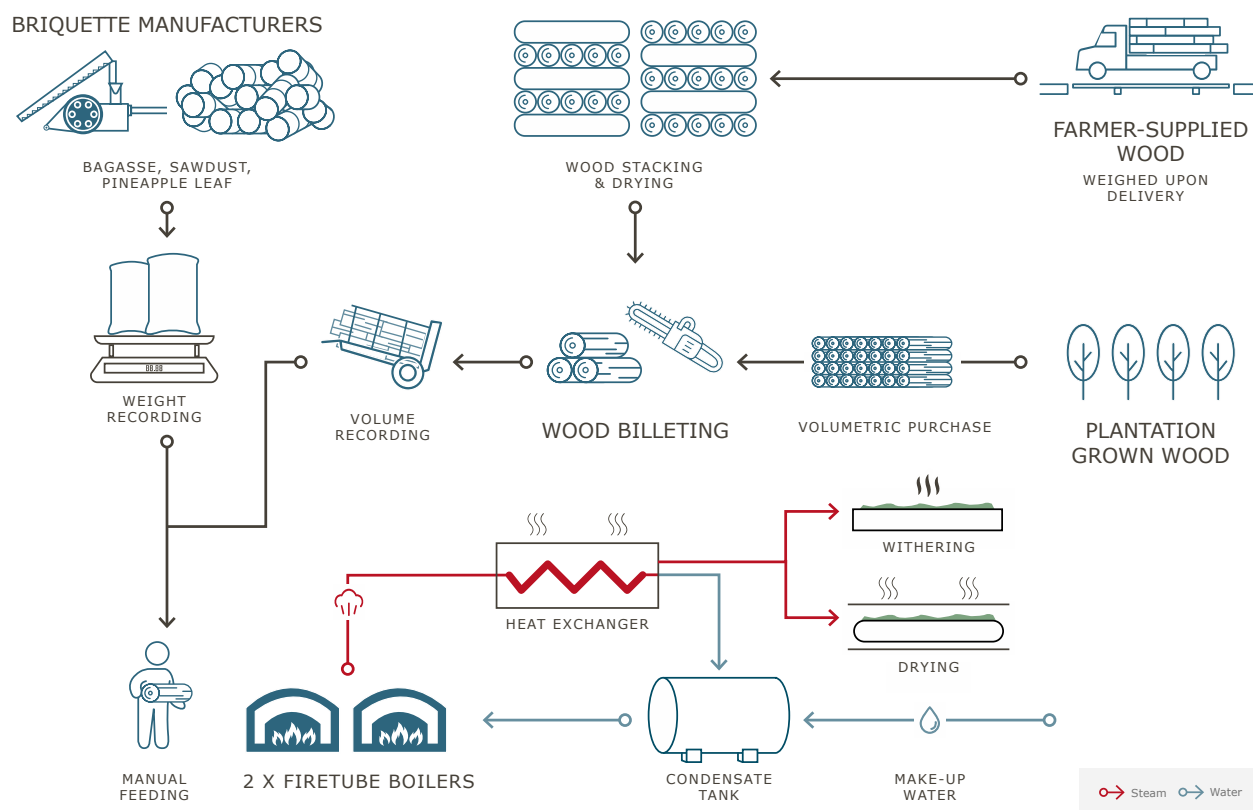 BRIQUETTE MANUFACTURERS
BAGASSE, SAWDUST,
PINEAPPLE LEAF
WOOD STACKING
& DRYING
FARMER-SUPPLIED
WOOD
WEIGHED UPON
DELIVERY
00.00
WEIGHT
RECORDING
VOLUME
RECORDING
WOOD BILLETING
VOLUMETRIC PURCHASE
PLANTATION
GROWN WOOD
WITHERING
HEAT EXCHANGER
DRYING
MANUAL
FEEDING
2 X FIRETUBE BOILERS
CONDENSATE
TANK
MAKE-UP
WATER
Steam
Water